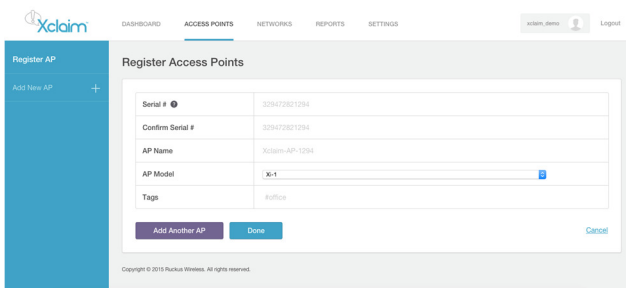 Xclaim
DASHBOARD ACCESS POINTS NETWORKS REPORTS SETTINGS xclaim_demo Logout
Register AP
Add New AP +
Register Access Points
Serial # ?
329472821294
Confirm Serial #
329472821294
AP Name
Xclaim-AP-1294
AP Model
Xi-1
Tags
#office
Add Another AP Done Cancel
Copyright © 2015 Ruckus Wireless. All rights reserved.